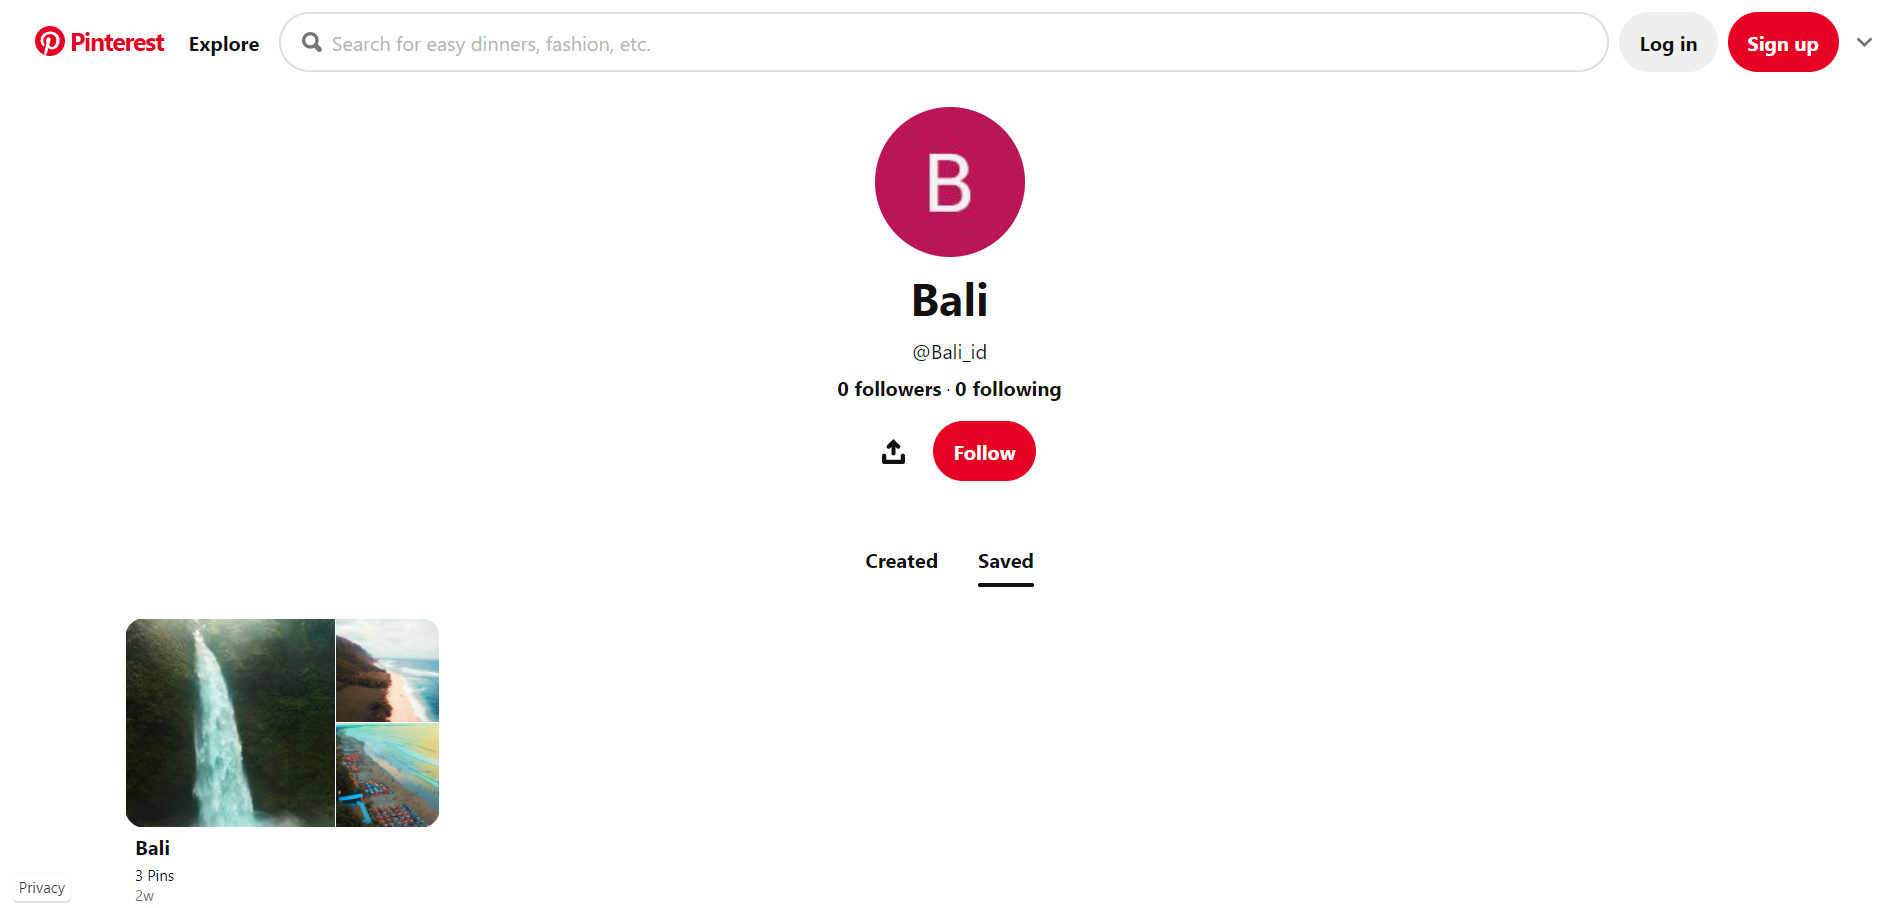 Pinterest
Explore
Search for easy dinners, fashion, etc.
Log in
Sign up
B
Bali
@Bali_id
0 followers · 0 following
Follow
Created
Saved
Bali
3 Pins
2w
Privacy